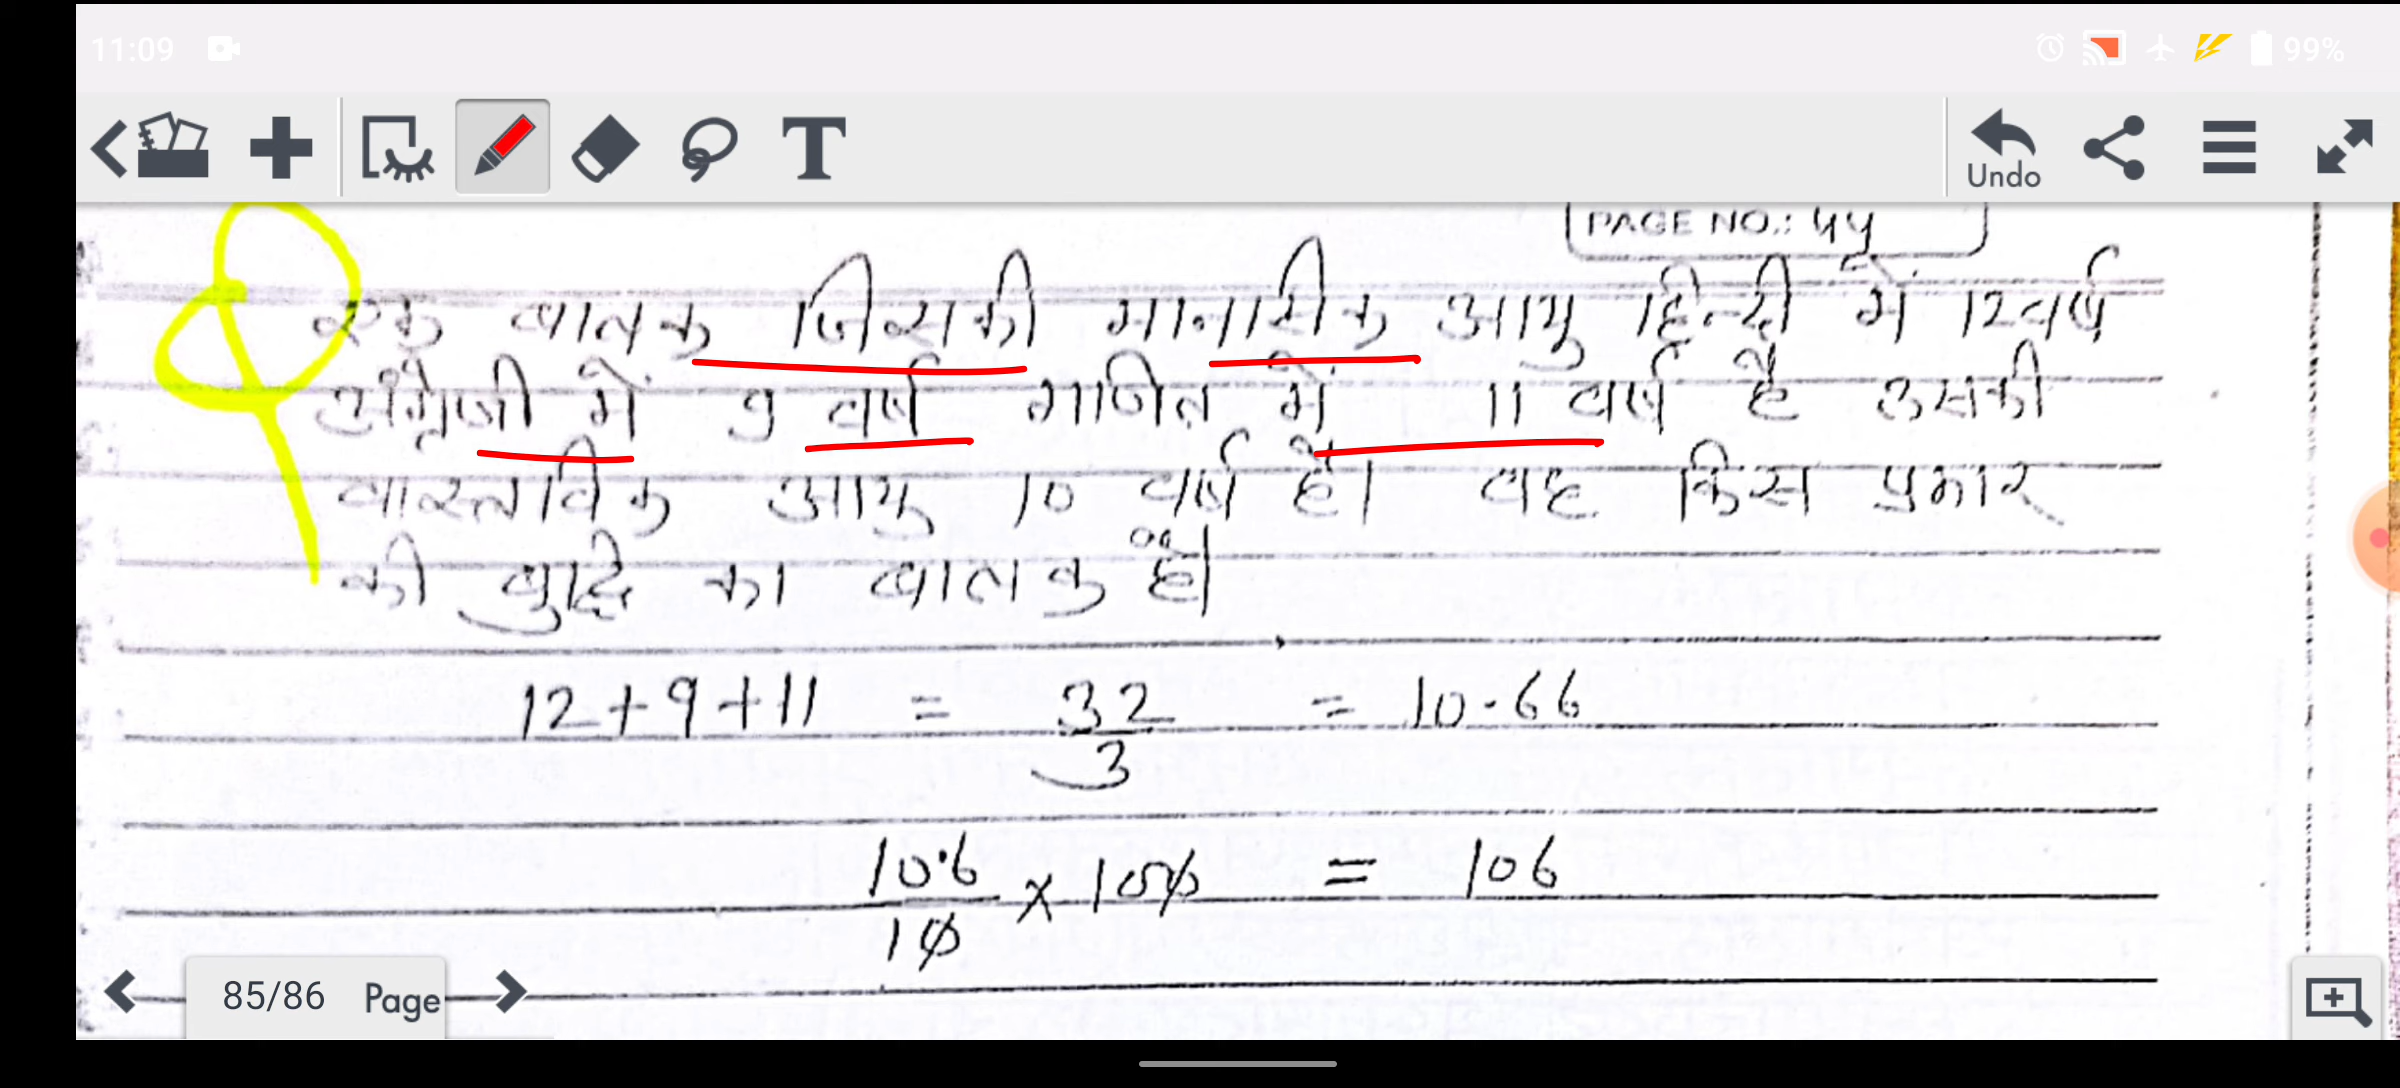 11:09
99%
Undo
PAGE NO.: 44
एक बालक जिसकी मानसिक आयु हिन्दी में 12 वर्ष
अंग्रेजी में 9 वर्ष गणित में 11 वर्ष है उसकी
वास्तविक आयु 10 वर्ष है। वह किस प्रकार
की बुद्धि का बालक है।
12+9+11 = 32/3 = 10.66
10.6/10 x 100 = 106
85/86 Page